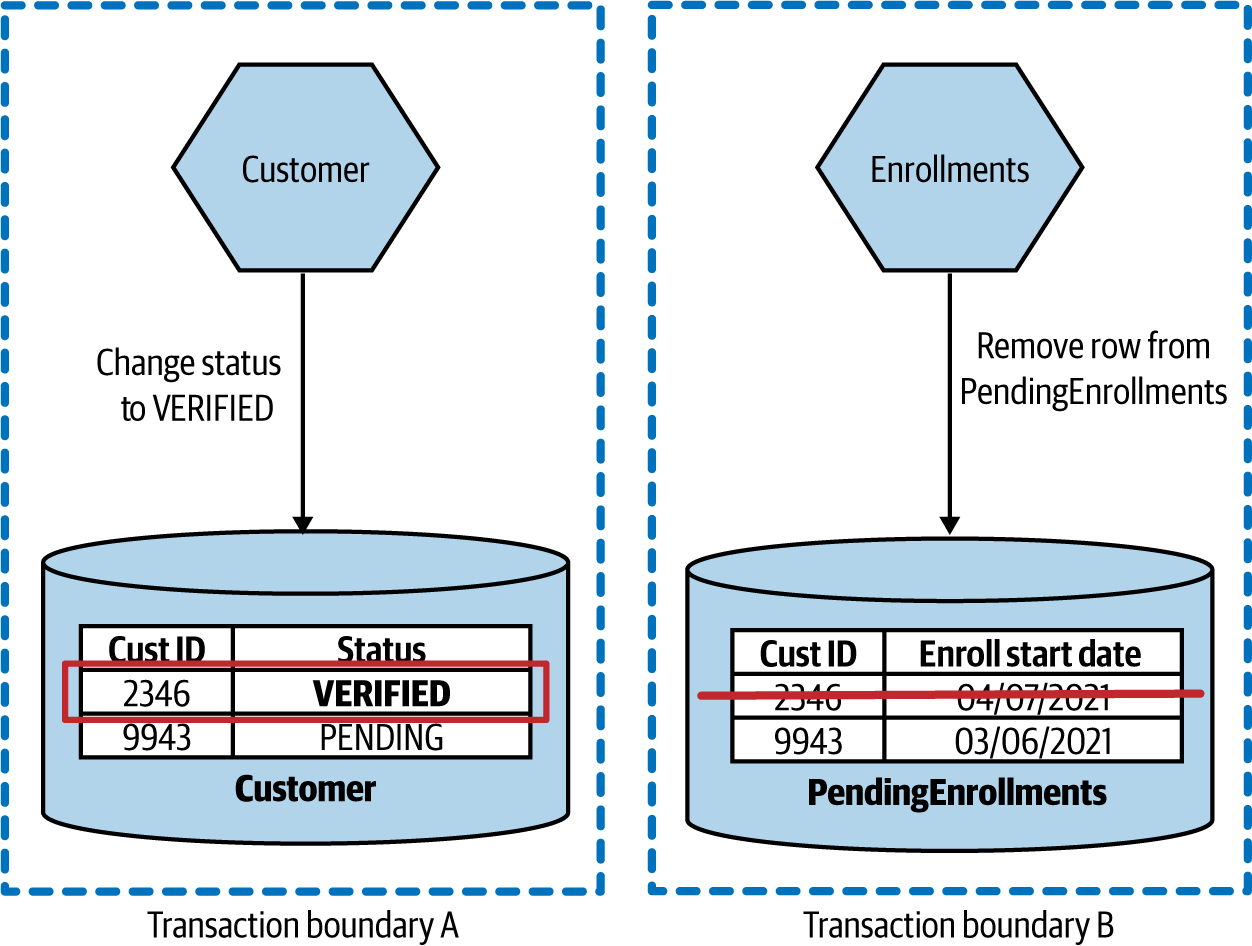 Customer
Change status
to VERIFIED
Cust ID Status
2346 VERIFIED
9943 PENDING
Customer
Transaction boundary A
Enrollments
Remove row from
PendingEnrollments
Cust ID Enroll start date
2346 04/07/2021
9943 03/06/2021
PendingEnrollments
Transaction boundary B